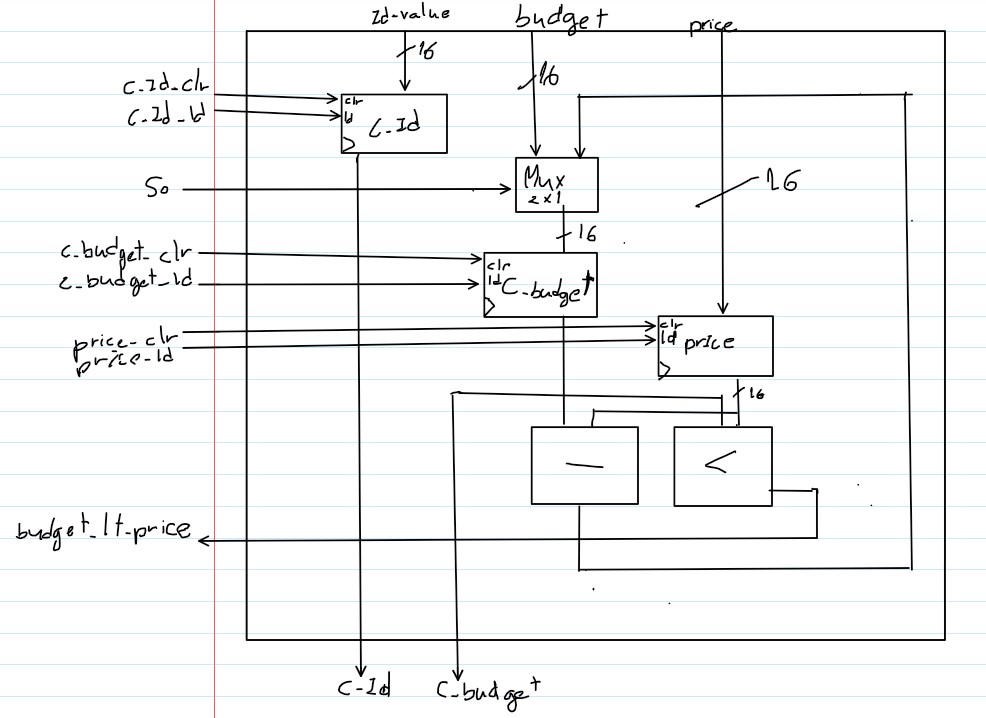 Id-value
budget
price
16
16
16
C-Id-clr
C-Id-ld
clr
ld
C-Id
So
Mux
2x1
16
C-budget-clr
C-budget-ld
clr
ld
C-budget
price-clr
price-ld
clr
ld
price
16
—
<
budget-lt-price
C-Id
C-budget